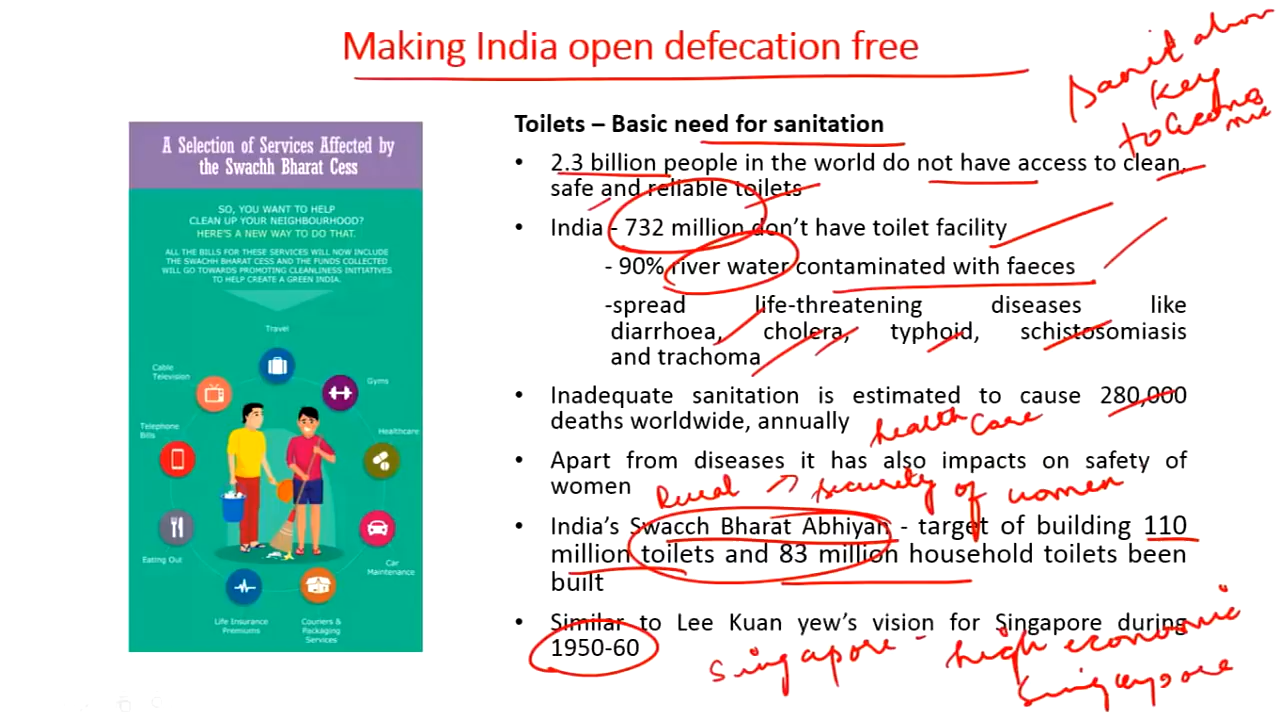 Making India open defecation free
Sanitation
key
to Econo
mic
A Selection of Services Affected by
the Swachh Bharat Cess
SO, YOU WANT TO HELP
CLEAN UP YOUR NEIGHBOURHOOD?
HERE'S A NEW WAY TO DO THAT.
ALL THE BILLS FOR THESE SERVICES WILL NOW INCLUDE
THE SWACHH BHARAT CESS AND THE FUNDS COLLECTED
WILL GO TOWARDS PROMOTING CLEANLINESS INITIATIVES
TO HELP CREATE A GREEN INDIA.
Travel
Cable
Television
Gyms
Telephone
Bills
Healthcare
Eating Out
Car
Maintenance
Life Insurance
Premiums
Couriers &
Packaging
Services
Toilets – Basic need for sanitation
• 2.3 billion people in the world do not have access to clean,
safe and reliable toilets
• India - 732 million don't have toilet facility
- 90% river water contaminated with faeces
-spread life-threatening diseases like
diarrhoea, cholera, typhoid, schistosomiasis
and trachoma
• Inadequate sanitation is estimated to cause 280,000
deaths worldwide, annually
health care
• Apart from diseases it has also impacts on safety of
women
Rural → security of women
• India's Swacch Bharat Abhiyan - target of building 110
million toilets and 83 million household toilets been
built
• Similar to Lee Kuan yew's vision for Singapore during
1950-60
Singapore - high economic
Singapore